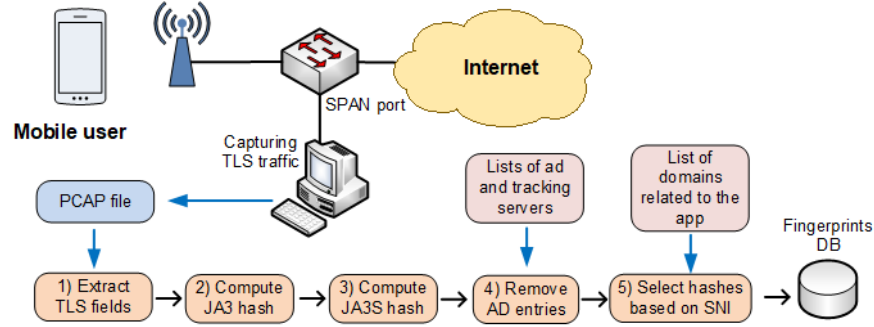 Internet
SPAN port
Mobile user
Capturing
TLS traffic
Lists of ad
and tracking
servers
List of
domains
related to the
app
PCAP file
Fingerprints
DB
1) Extract
TLS fields
2) Compute
JA3 hash
3) Compute
JA3S hash
4) Remove
AD entries
5) Select hashes
based on SNI